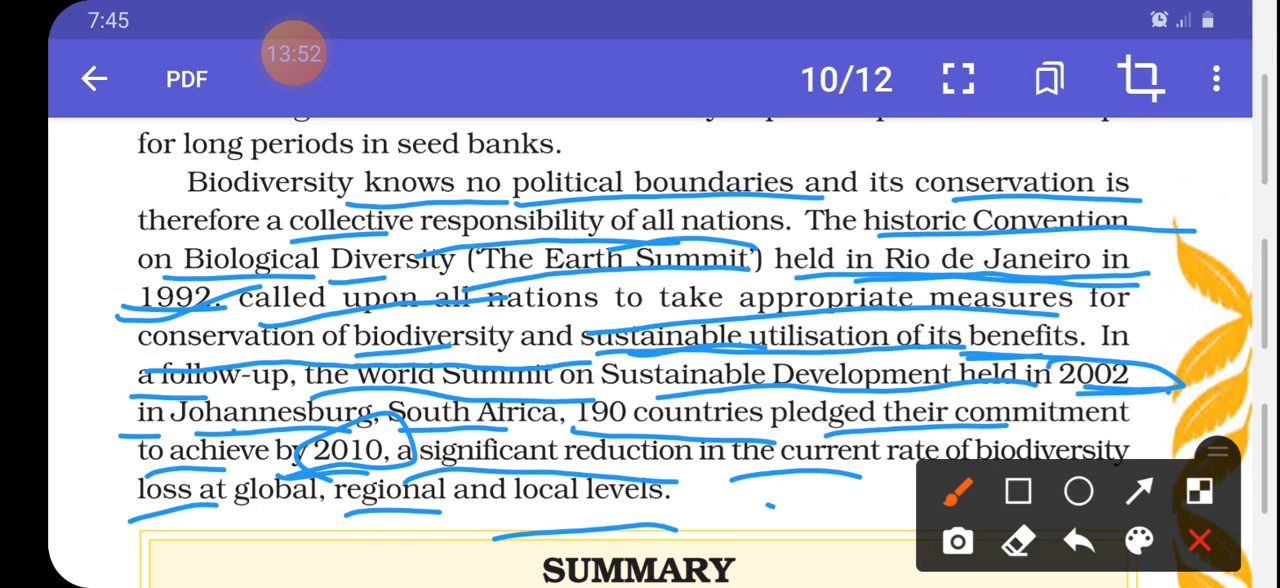 7:45
13:52
PDF
10/12
for long periods in seed banks.
Biodiversity knows no political boundaries and its conservation is
therefore a collective responsibility of all nations. The historic Convention
on Biological Diversity (‘The Earth Summit’) held in Rio de Janeiro in
1992, called upon all nations to take appropriate measures for
conservation of biodiversity and sustainable utilisation of its benefits. In
a follow-up, the World Summit on Sustainable Development held in 2002
in Johannesburg, South Africa, 190 countries pledged their commitment
to achieve by 2010, a significant reduction in the current rate of biodiversity
loss at global, regional and local levels.
SUMMARY